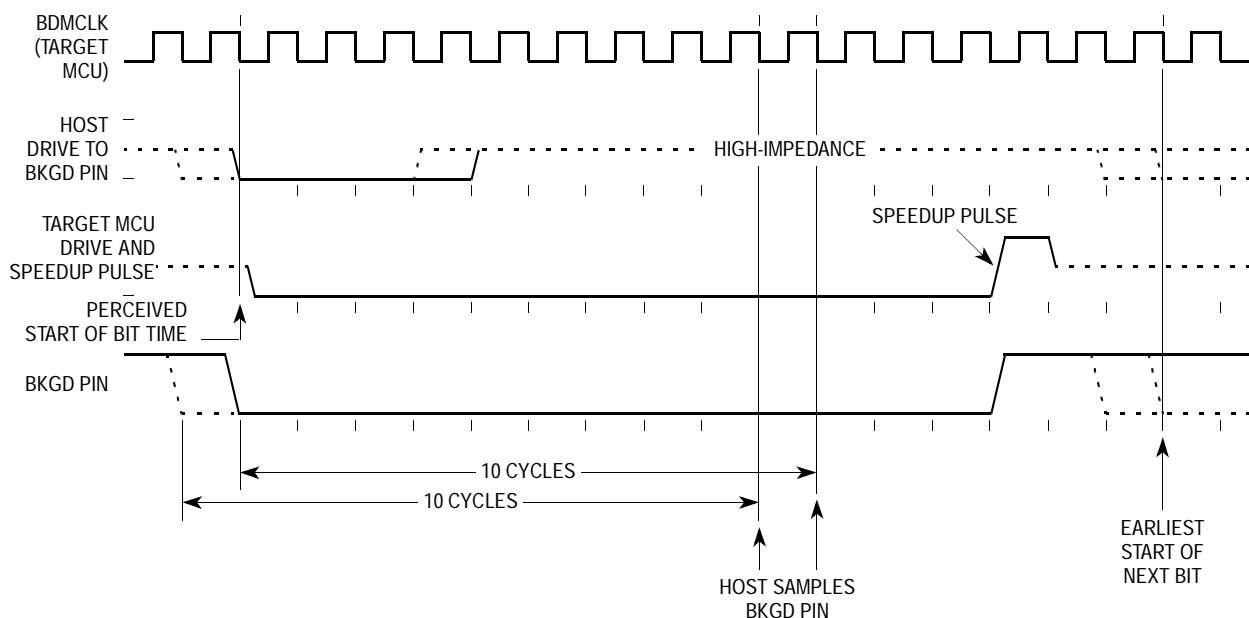 BDMCLK
(TARGET
MCU)
HOST
DRIVE TO
BKGD PIN
HIGH-IMPEDANCE
TARGET MCU
DRIVE AND
SPEEDUP PULSE
SPEEDUP PULSE
PERCEIVED
START OF BIT TIME
BKGD PIN
10 CYCLES
10 CYCLES
EARLIEST
START OF
NEXT BIT
HOST SAMPLES
BKGD PIN